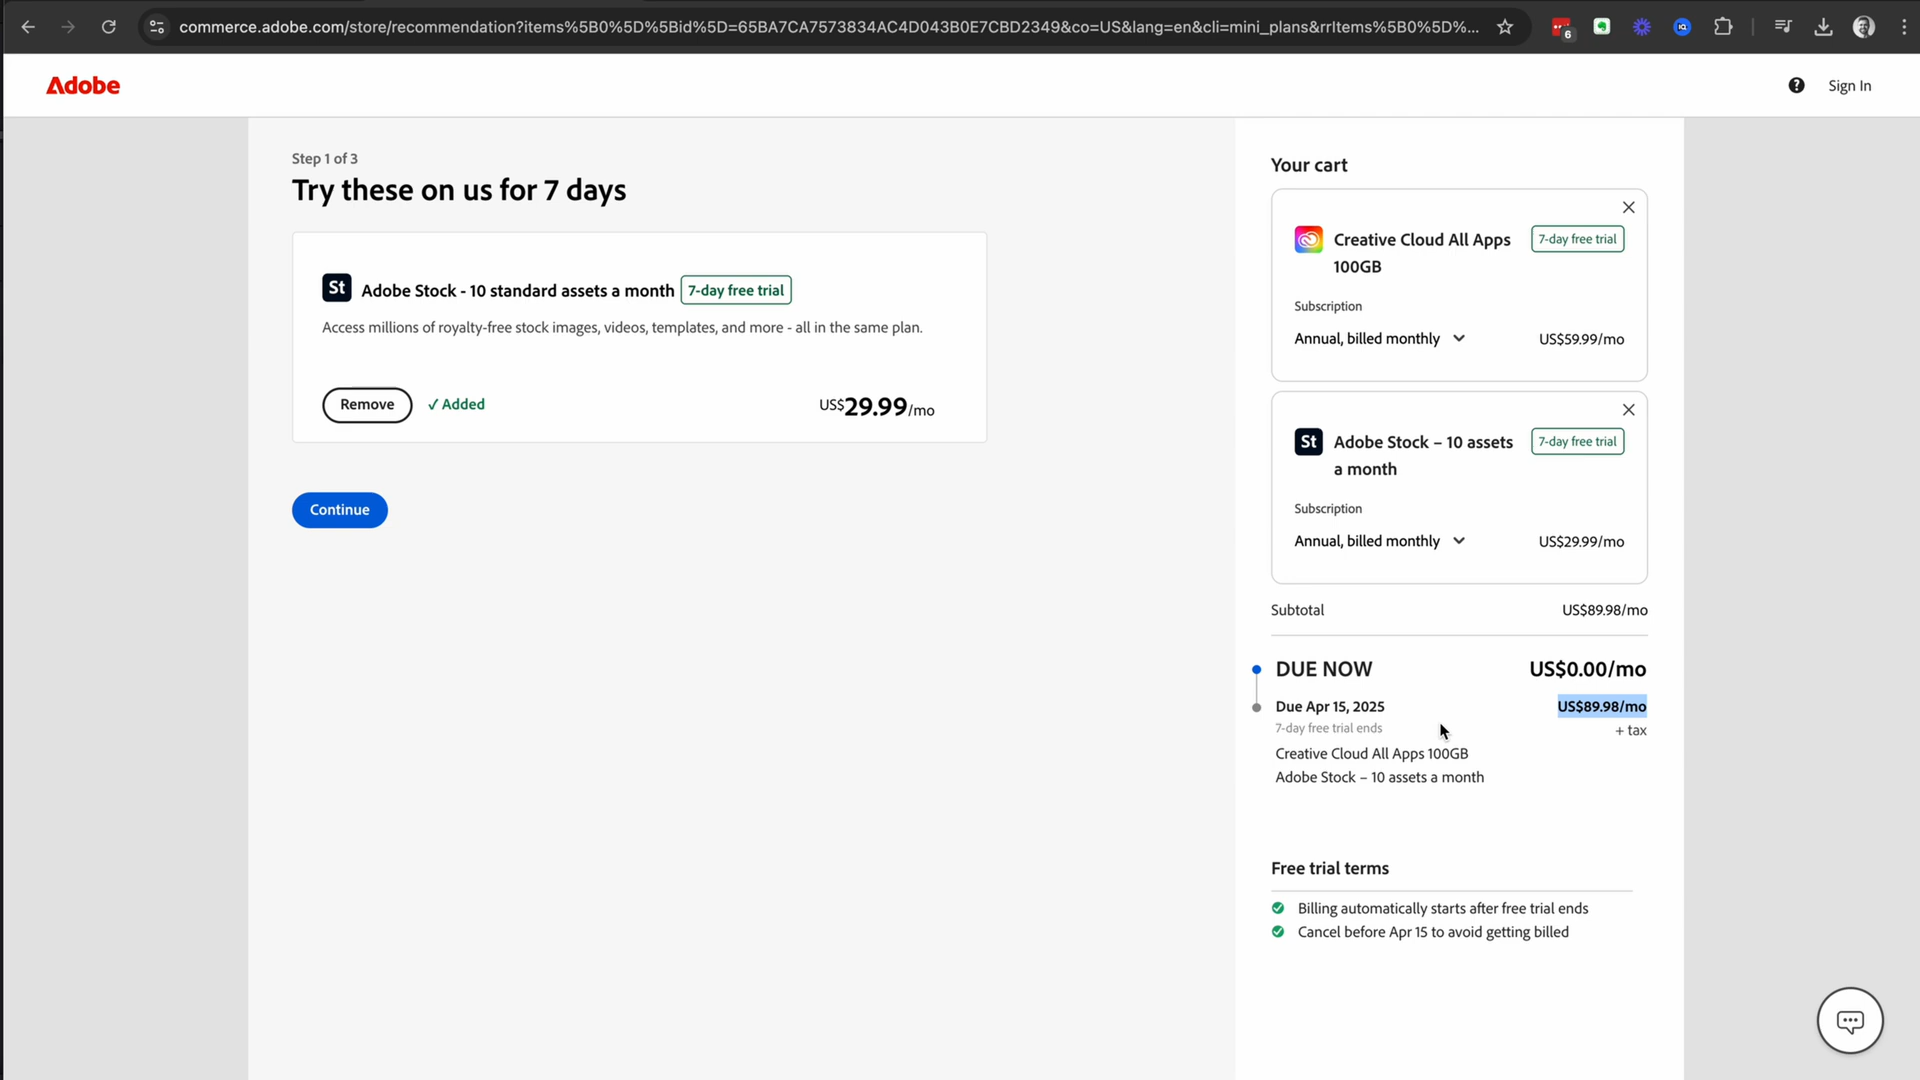 commerce.adobe.com/store/recommendation?items%5B0%5D%5Bid%5D=65BA7CA7573834AC4D043B0E7CBD2349&co=US&lang=en&cli=mini_plans&rrItems%5B0%5D%...
6
Adobe
Sign In
Step 1 of 3
Try these on us for 7 days
St Adobe Stock - 10 standard assets a month 7-day free trial
Access millions of royalty-free stock images, videos, templates, and more - all in the same plan.
Remove ✓ Added US$29.99/mo
Continue
Your cart
Creative Cloud All Apps 7-day free trial
100GB
Subscription
Annual, billed monthly US$59.99/mo
St Adobe Stock – 10 assets 7-day free trial
a month
Subscription
Annual, billed monthly US$29.99/mo
Subtotal US$89.98/mo
DUE NOW US$0.00/mo
Due Apr 15, 2025 US$89.98/mo
7-day free trial ends + tax
Creative Cloud All Apps 100GB
Adobe Stock – 10 assets a month
Free trial terms
Billing automatically starts after free trial ends
Cancel before Apr 15 to avoid getting billed